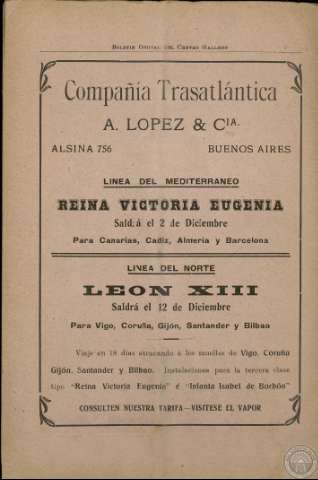 Boletin Oficial del Centro Gallego
Compañía Trasatlántica
A. LOPEZ & CIA.
ALSINA 756 BUENOS AIRES
LINEA DEL MEDITERRANEO
REINA VICTORIA EUGENIA
Saldrá el 2 de Diciembre
Para Canarias, Cadiz, Almeria y Barcelona
LINEA DEL NORTE
LEON XIII
Saldrá el 12 de Diciembre
Para Vigo, Coruña, Gijón, Santander y Bilbao
Viaje en 18 dias atracando á los muelles de Vigo, Coruña
Gijón, Santander y Bilbao. Instalaciones para la tercera clase
tipo "Reina Victoria Eugenia" é "Infanta Isabel de Borbón"
CONSULTEN NUESTRA TARIFA—VISITESE EL VAPOR